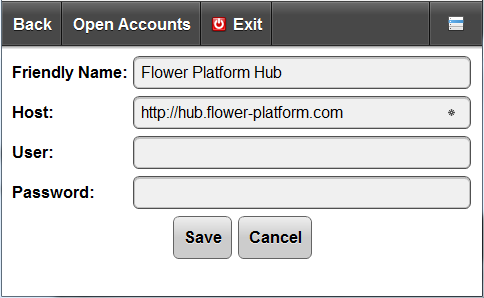 Back Open Accounts Exit
Friendly Name: Flower Platform Hub
Host: http://hub.flower-platform.com
User:
Password:
Save Cancel